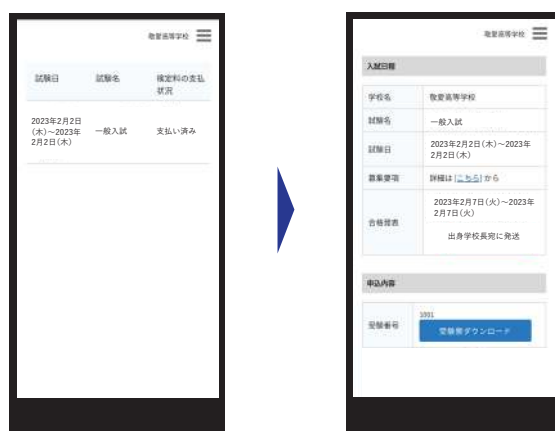 敬愛高等学校
試験日
試験名
検定料の支払
状況
2023年2月2日
(木)～2023年
2月2日(木)
一般入試
支払い済み
敬愛高等学校
入試日程
学校名
敬愛高等学校
試験名
一般入試
試験日
2023年2月2日(木)～2023年
2月2日(木)
募集要項
詳細は [こちら] から
合格発表
2023年2月7日(火)～2023年
2月7日(火)
出身学校長宛に発送
申込内容
受験番号
1001
受験票ダウンロード